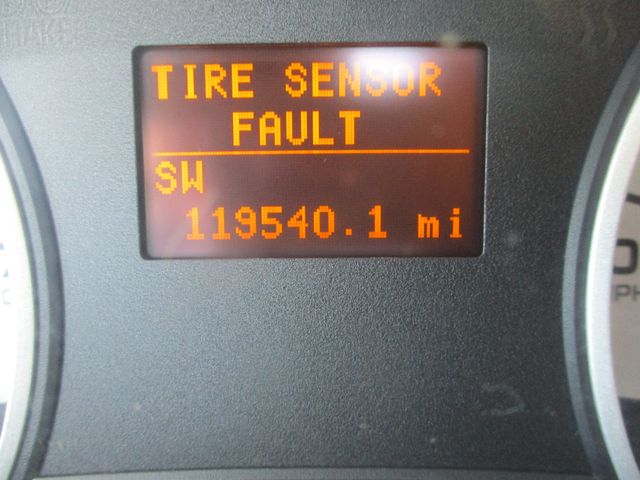 TIRE SENSOR
FAULT
SW
119540.1 mi